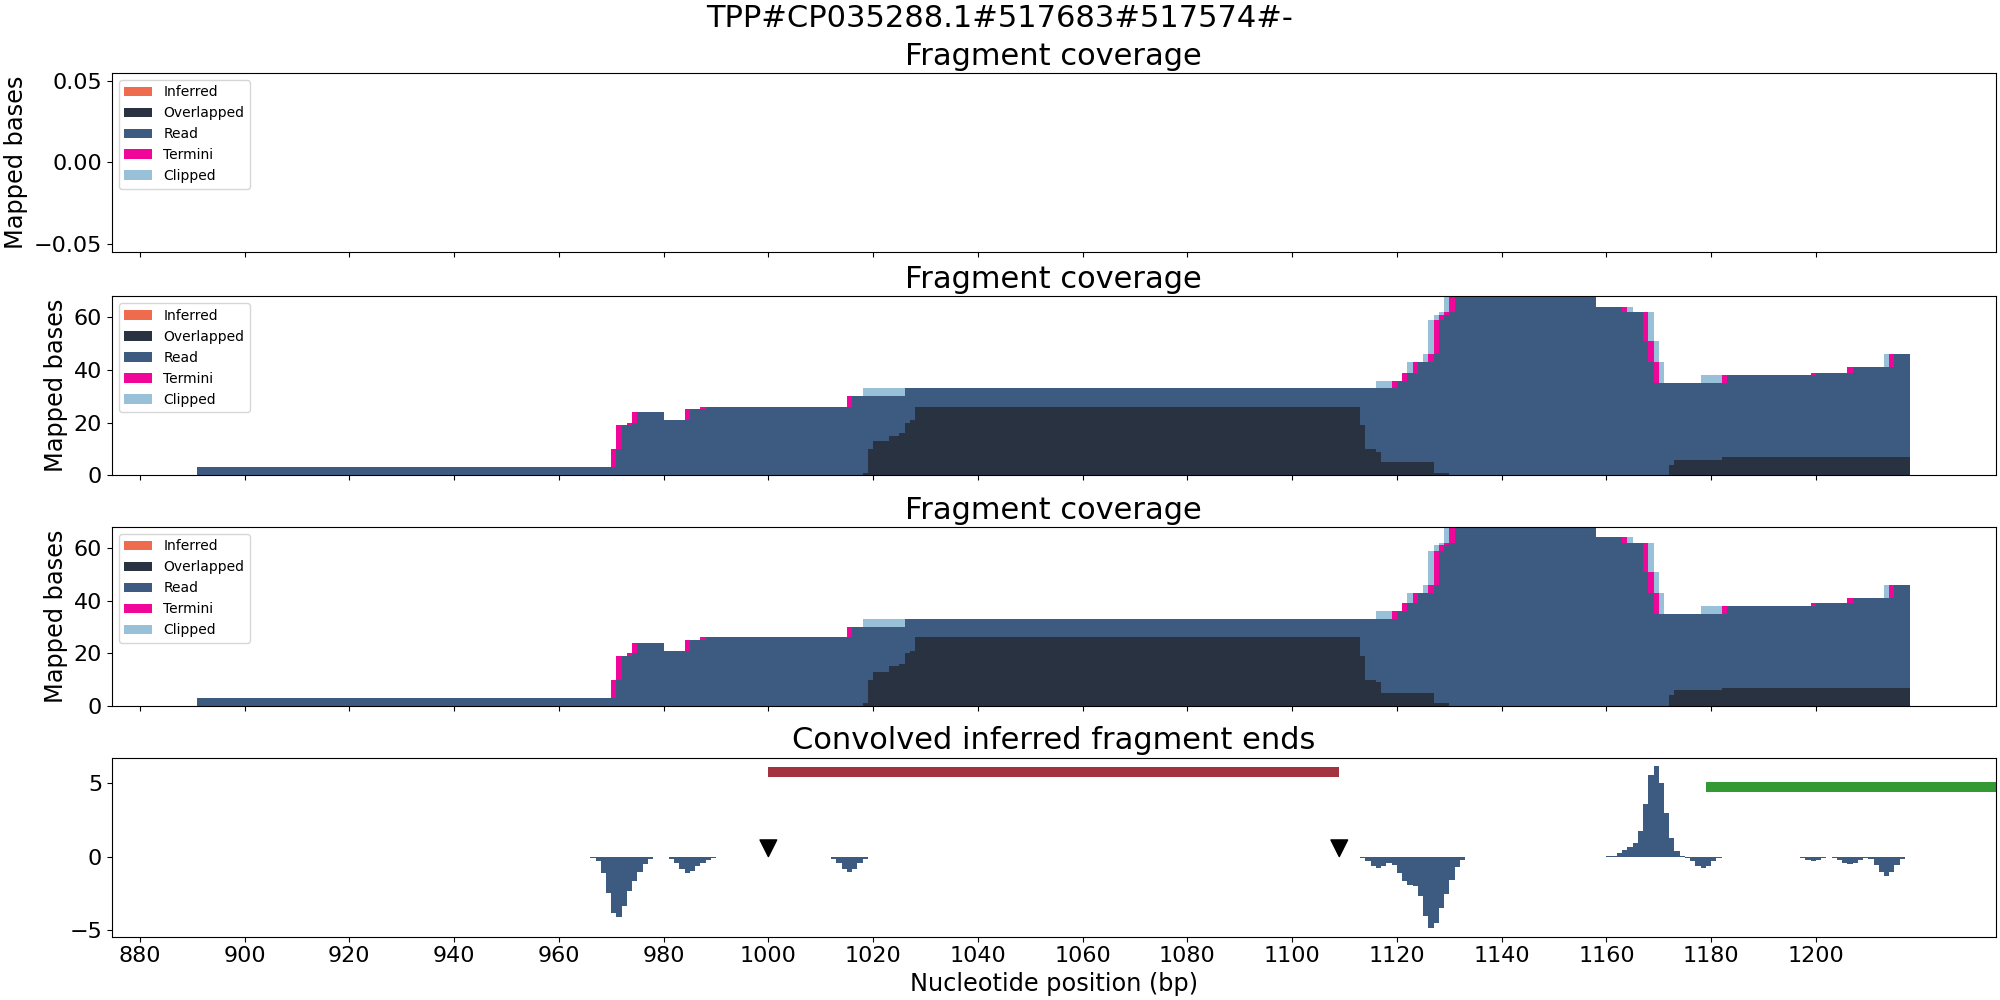 TPP#CP035288.1#517683#517574#-
Fragment coverage
Mapped bases
0.05
0.00
−0.05
Inferred
Overlapped
Read
Termini
Clipped
Fragment coverage
Mapped bases
60
40
20
0
Inferred
Overlapped
Read
Termini
Clipped
Fragment coverage
Mapped bases
60
40
20
0
Inferred
Overlapped
Read
Termini
Clipped
Convolved inferred fragment ends
5
0
−5
880 900 920 940 960 980 1000 1020 1040 1060 1080 1100 1120 1140 1160 1180 1200
Nucleotide position (bp)